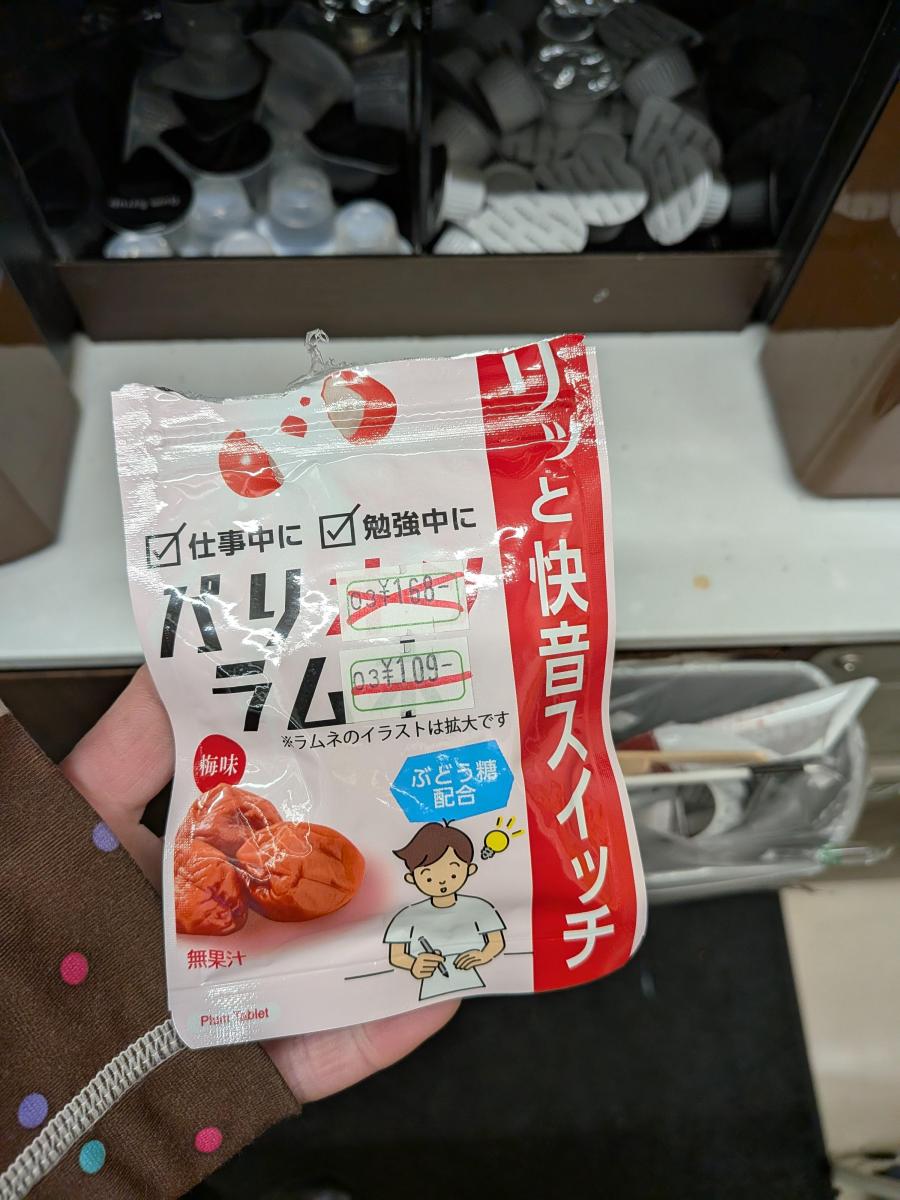 リッと快音スイッチ
仕事中に
勉強中に
パリ
ラム
03¥168-
03¥109-
※ラムネのイラストは拡大です
梅味
ぶどう糖
配合
無果汁
Plum Tablet